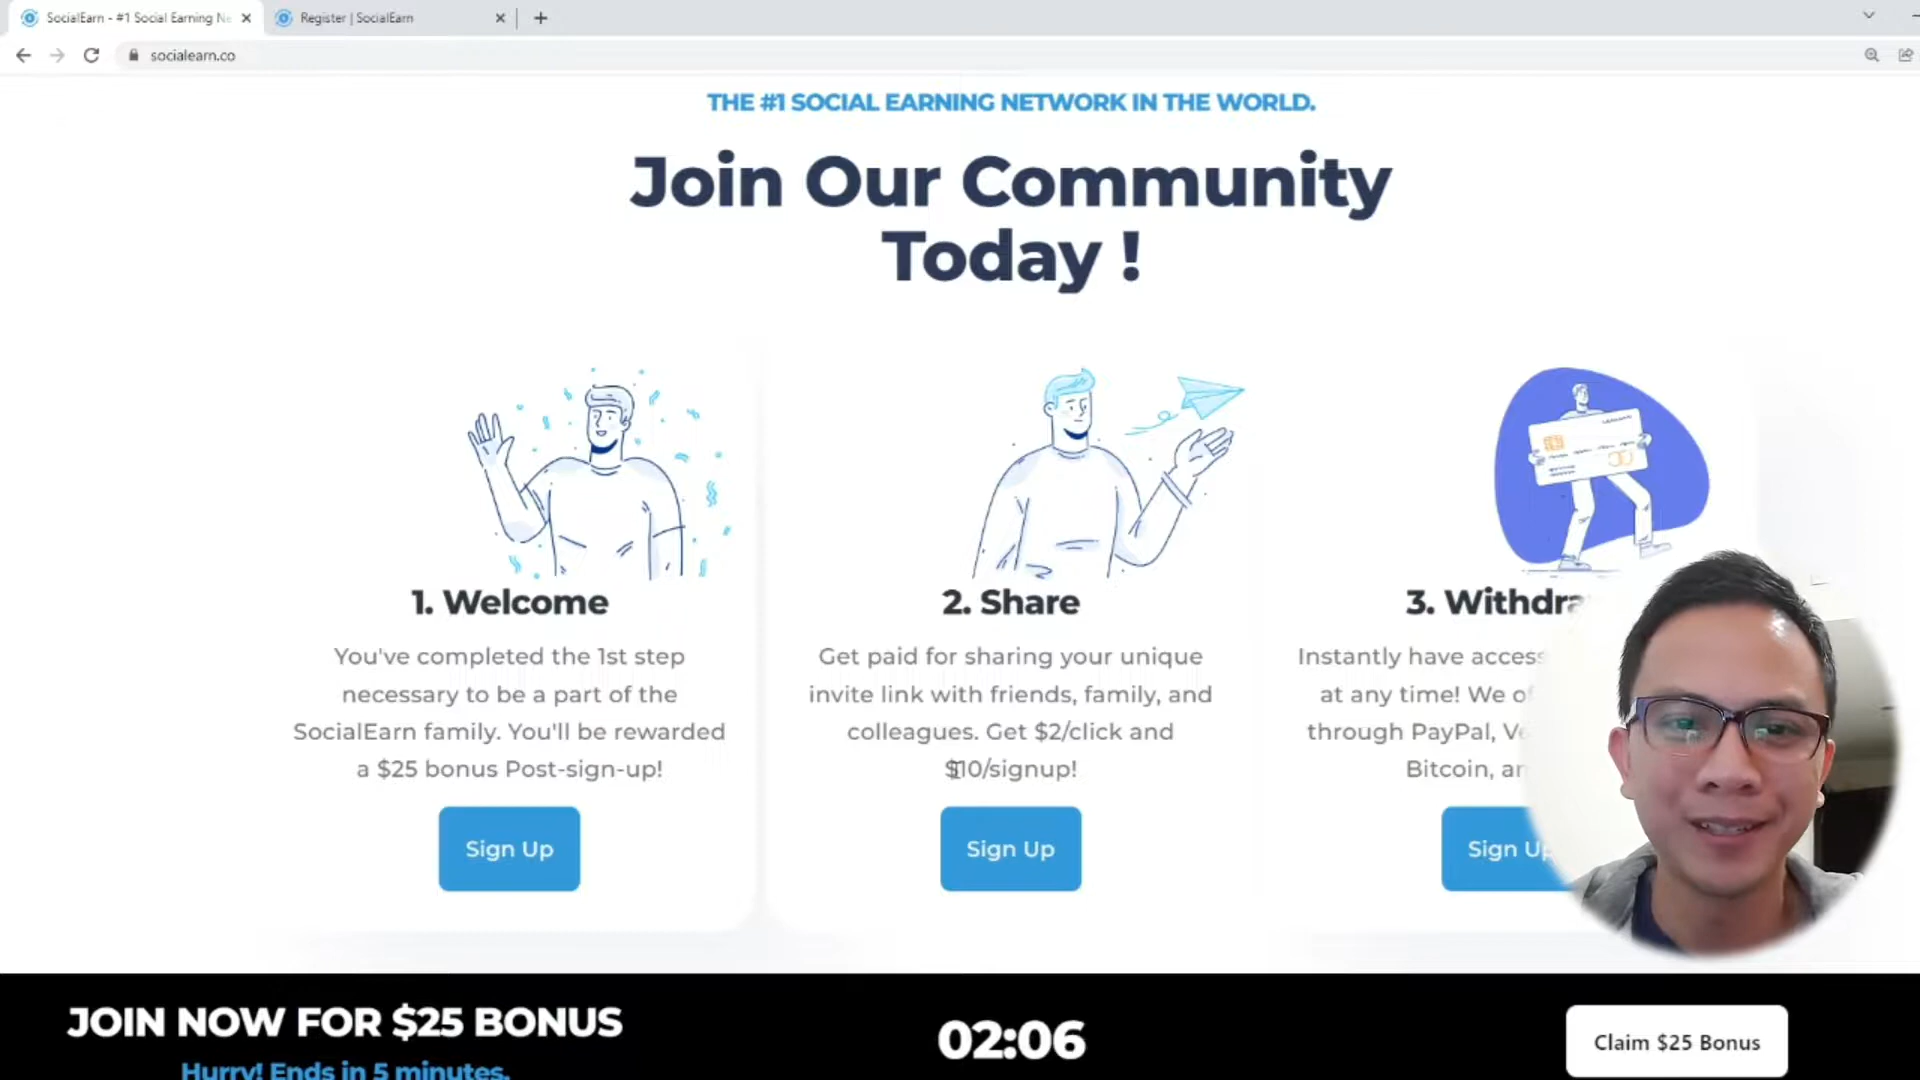 SocialEarn - #1 Social Earning Ne
Register | SocialEarn
socialearn.co
THE #1 SOCIAL EARNING NETWORK IN THE WORLD.
Join Our Community
Today !
1. Welcome
You've completed the 1st step
necessary to be a part of the
SocialEarn family. You'll be rewarded
a $25 bonus Post-sign-up!
Sign Up
2. Share
Get paid for sharing your unique
invite link with friends, family, and
colleagues. Get $2/click and
$10/signup!
Sign Up
3. Withdra
Instantly have access
at any time! We of
through PayPal, Ve
Bitcoin, an
Sign Up
JOIN NOW FOR $25 BONUS
Hurry! Ends in 5 minutes.
02:06
Claim $25 Bonus